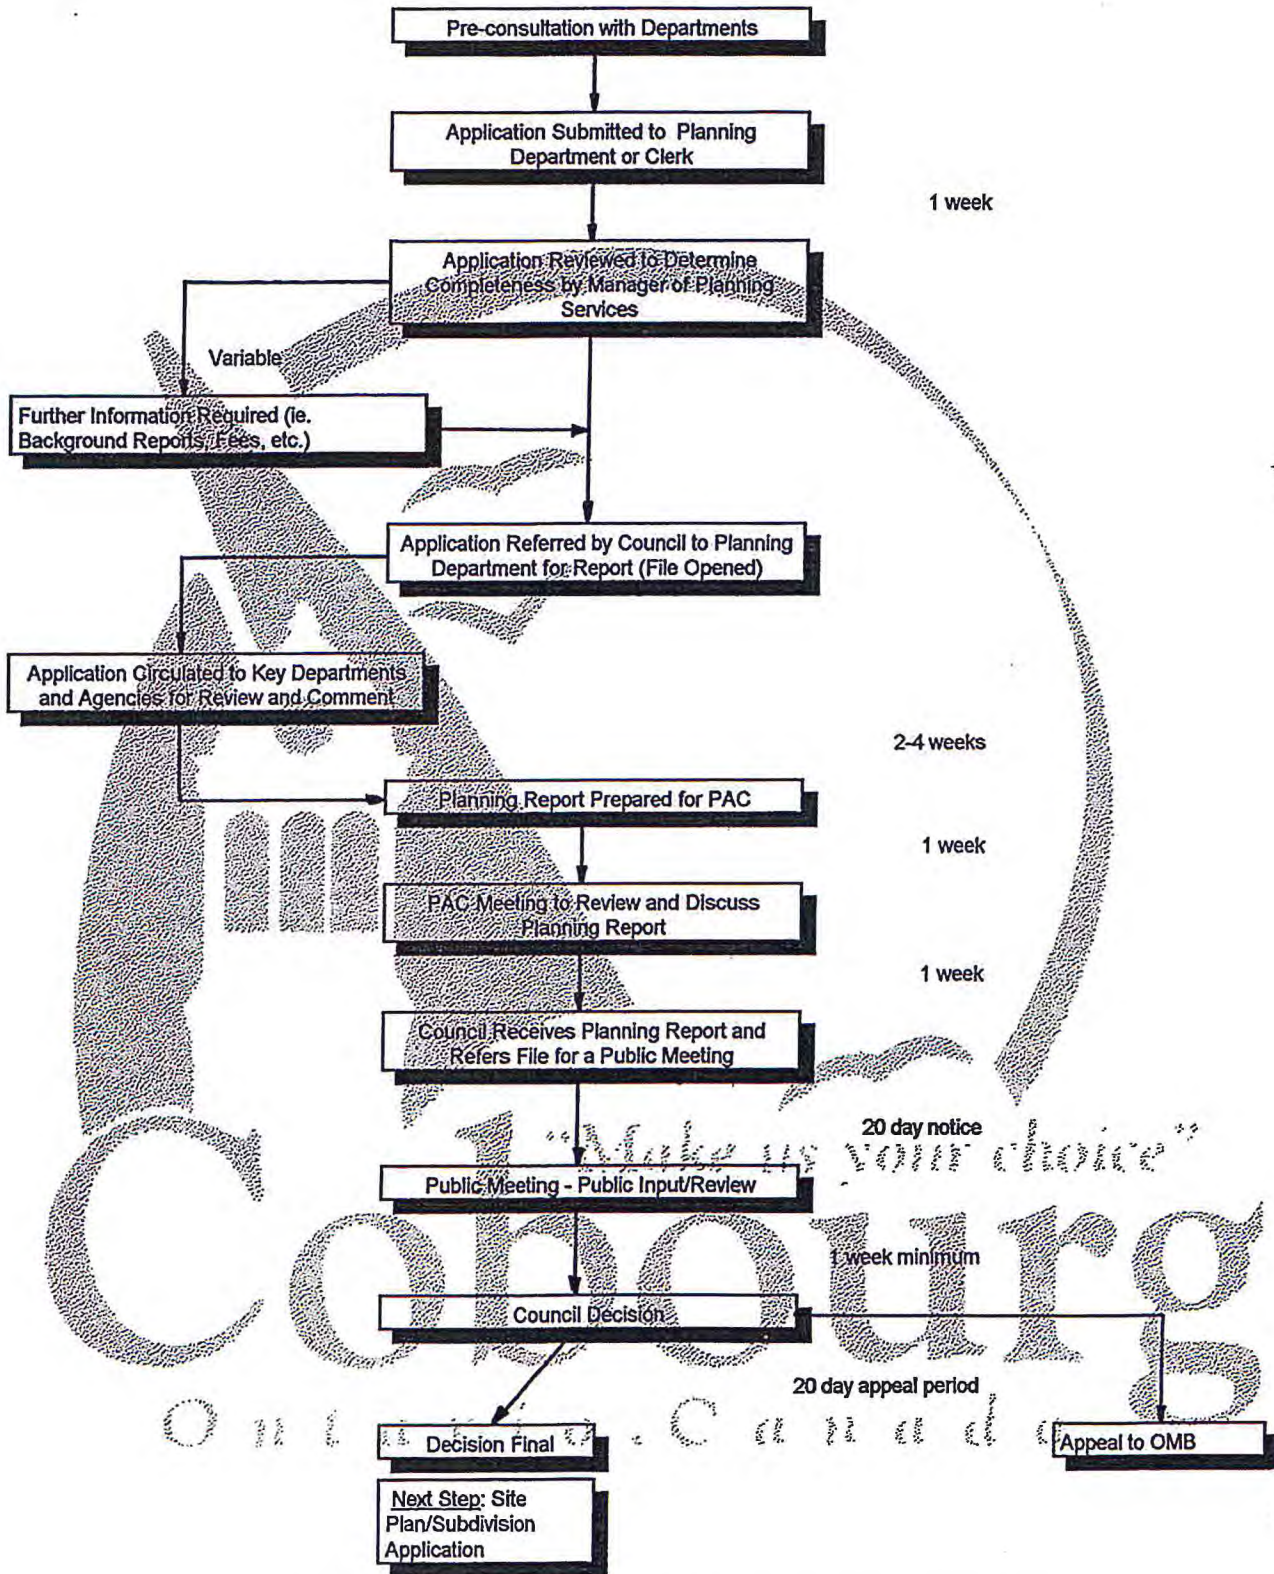 Pre-consultation with Departments
Application Submitted to Planning
Department or Clerk
1 week
Application Reviewed to Determine
Completeness by Manager of Planning
Services
Variable
Further Information Required (ie.
Background Reports, Fees, etc.)
Application Referred by Council to Planning
Department for Report (File Opened)
Application Circulated to Key Departments
and Agencies for Review and Comment
2-4 weeks
Planning Report Prepared for PAC
1 week
PAC Meeting to Review and Discuss
Planning Report
1 week
Council Receives Planning Report and
Refers File for a Public Meeting
20 day notice
"Make us your choice"
Public Meeting - Public Input/Review
Cobourg
1 week minimum
Council Decision
20 day appeal period
Ontario. Canada
Decision Final
Appeal to OMB
Next Step: Site
Plan/Subdivision
Application